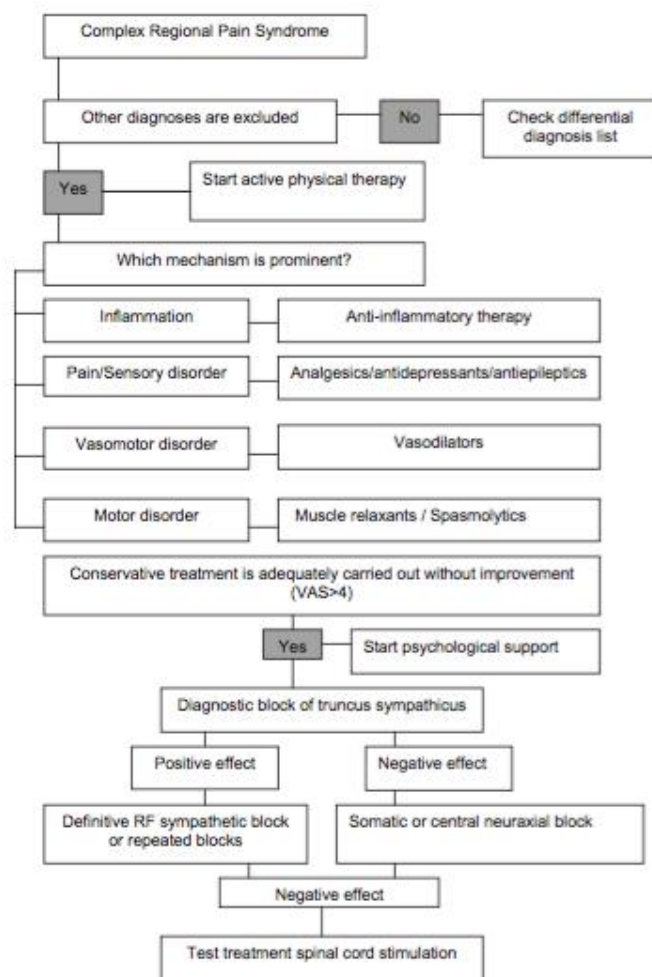 Complex Regional Pain Syndrome
Other diagnoses are excluded
No
Check differential
diagnosis list
Yes
Start active physical therapy
Which mechanism is prominent?
Inflammation
Anti-inflammatory therapy
Pain/Sensory disorder
Analgesics/antidepressants/antiepileptics
Vasomotor disorder
Vasodilators
Motor disorder
Muscle relaxants / Spasmolytics
Conservative treatment is adequately carried out without improvement
(VAS>4)
Yes
Start psychological support
Diagnostic block of truncus sympathicus
Positive effect
Negative effect
Definitive RF sympathetic block
or repeated blocks
Somatic or central neuraxial block
Negative effect
Test treatment spinal cord stimulation